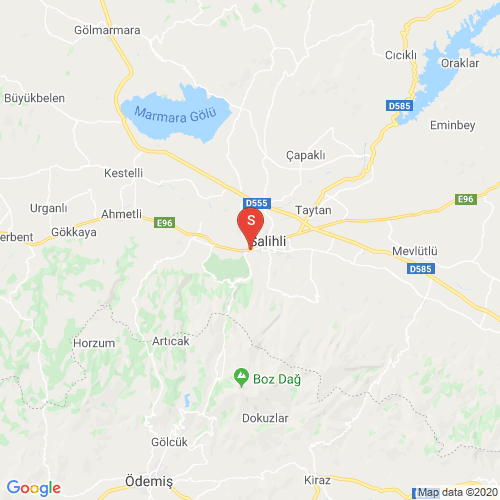 Gölmarmara
Cıcıklı
Oraklar
Büyükbelen
Marmara Gölü
D585
Eminbey
Çapaklı
Kestelli
Urganlı
Ahmetli
D555
Taytan
E96
E96
erbent
Gökkaya
S
Salihli
Mevlütlü
D585
Horzum
Artıcak
Boz Dağ
Dokuzlar
Gölcük
Ödemiş
Kiraz
Google
Map data ©2020